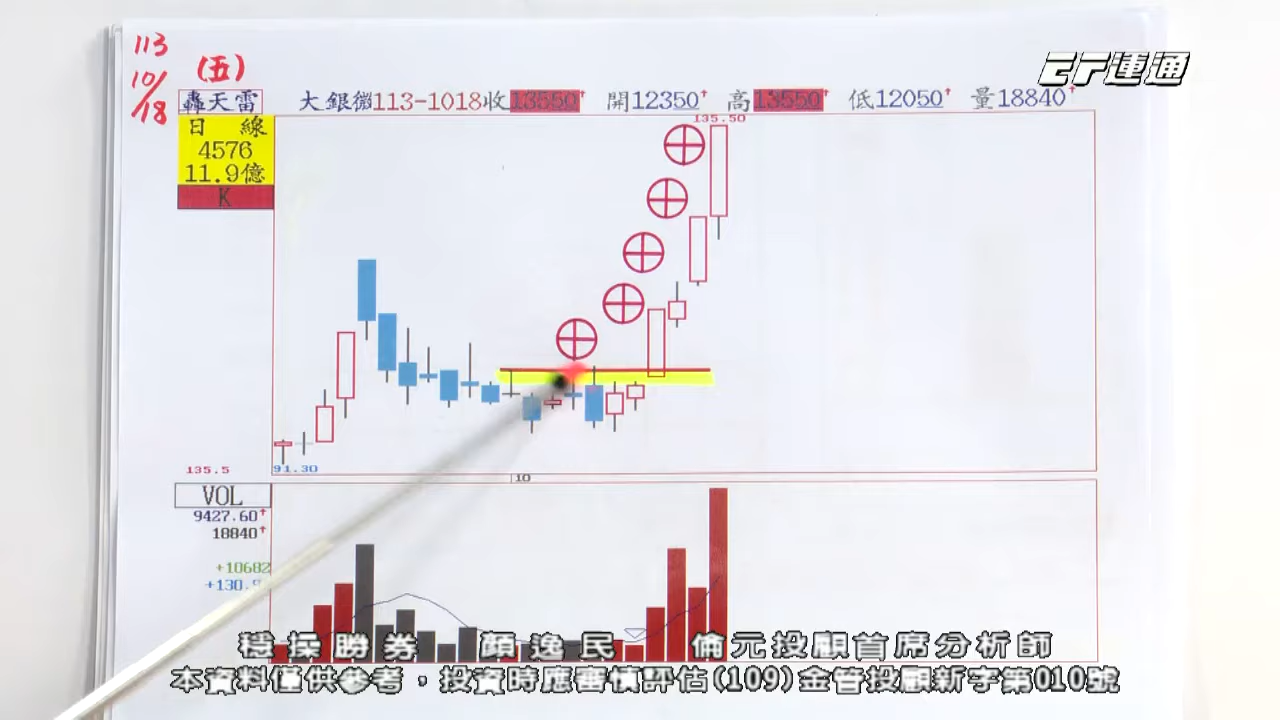 113
10/18 (五)
EF運通
轟天雷 大銀微113-1018收13550↑ 開12350↑ 高13550↑ 低12050↑ 量18840↑
日 線
4576
11.9億
K
135.50
135.5 91.30
10
VOL
9427.60↑
18840↑
+10682
穩操勝券 顏逸民 倫元投顧首席分析師
本資料僅供參考，投資時應審慎評估(109)金管投顧新字第010號